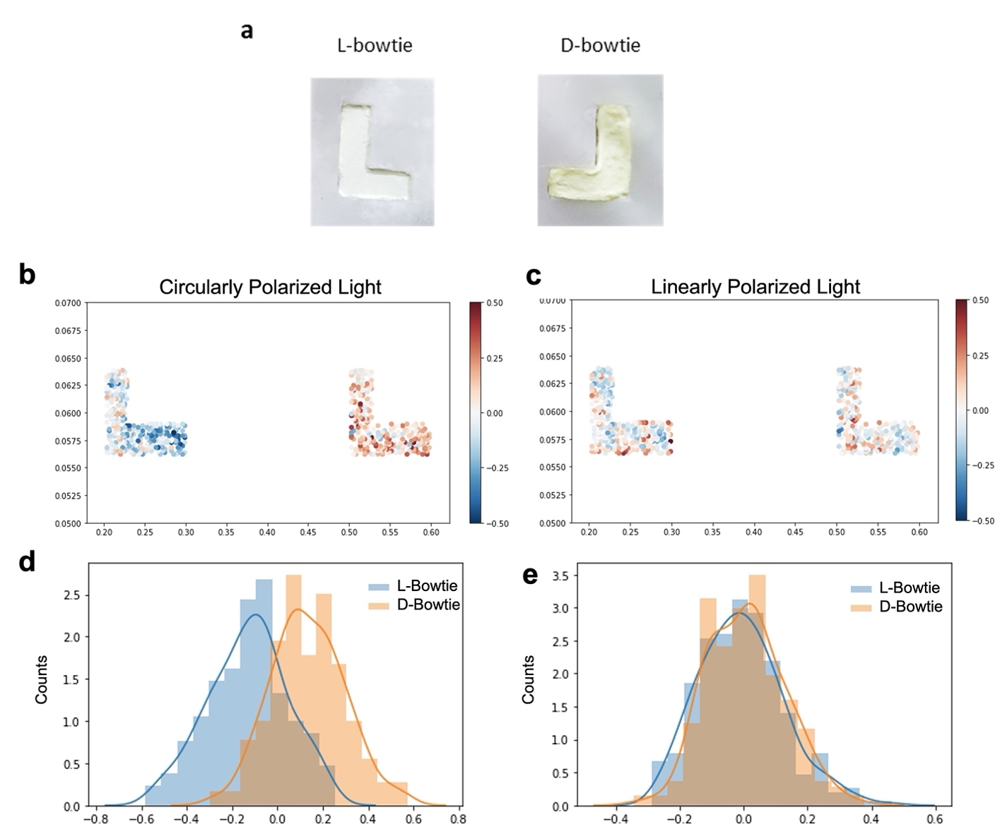 a
L-bowtie D-bowtie
b c
Circularly Polarized Light Linearly Polarized Light
0.0700
0.0675
0.0650
0.0625
0.0600
0.0575
0.0550
0.0525
0.0500
0.20 0.25 0.30 0.35 0.40 0.45 0.50 0.55 0.60
0.50
0.25
0.00
−0.25
−0.50
0.0700
0.0675
0.0650
0.0625
0.0600
0.0575
0.0550
0.0525
0.0500
0.20 0.25 0.30 0.35 0.40 0.45 0.50 0.55 0.60
0.50
0.25
0.00
−0.25
−0.50
d
Counts
2.5
2.0
1.5
1.0
0.5
0.0
L-Bowtie
D-Bowtie
−0.8 −0.6 −0.4 −0.2 0.0 0.2 0.4 0.6 0.8
e
Counts
3.5
3.0
2.5
2.0
1.5
1.0
0.5
0.0
L-Bowtie
D-Bowtie
−0.4 −0.2 0.0 0.2 0.4 0.6